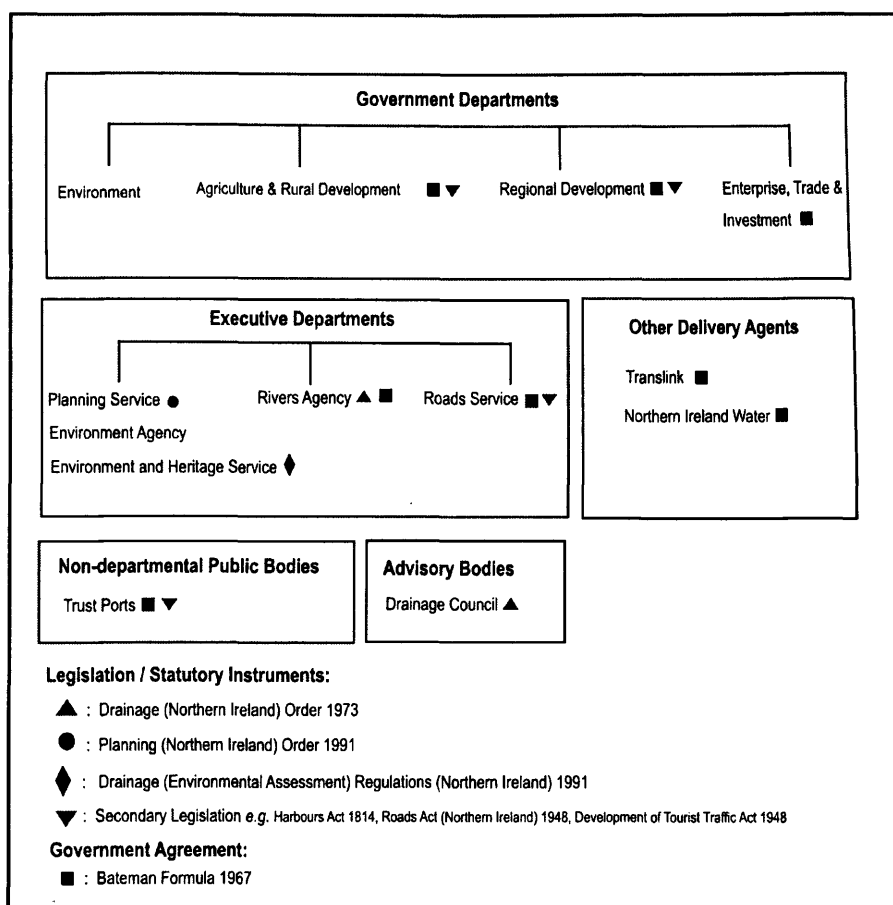 Government Departments
Environment
Agriculture & Rural Development ■ ▼
Regional Development ■ ▼
Enterprise, Trade &
Investment ■
Executive Departments
Planning Service ●
Environment Agency
Environment and Heritage Service ♦
Rivers Agency ▲ ■
Roads Service ■ ▼
Other Delivery Agents
Translink ■
Northern Ireland Water ■
Non-departmental Public Bodies
Trust Ports ■ ▼
Advisory Bodies
Drainage Council ▲
Legislation / Statutory Instruments:
▲ : Drainage (Northern Ireland) Order 1973
● : Planning (Northern Ireland) Order 1991
♦ : Drainage (Environmental Assessment) Regulations (Northern Ireland) 1991
▼ : Secondary Legislation e.g. Harbours Act 1814, Roads Act (Northern Ireland) 1948, Development of Tourist Traffic Act 1948
Government Agreement:
■ : Bateman Formula 1967